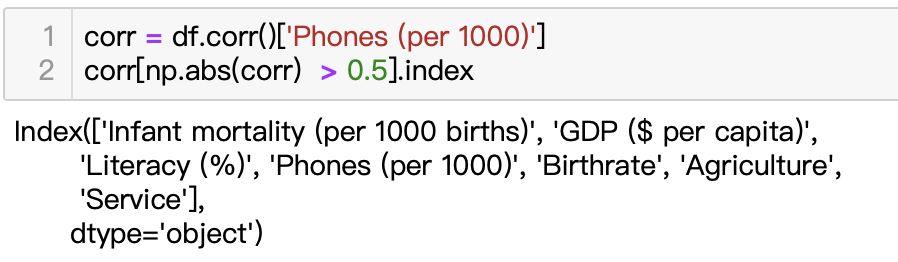 1 corr = df.corr()['Phones (per 1000)']
2 corr[np.abs(corr) > 0.5].index
Index(['Infant mortality (per 1000 births)', 'GDP ($ per capita)',
'Literacy (%)', 'Phones (per 1000)', 'Birthrate', 'Agriculture',
'Service'],
dtype='object')